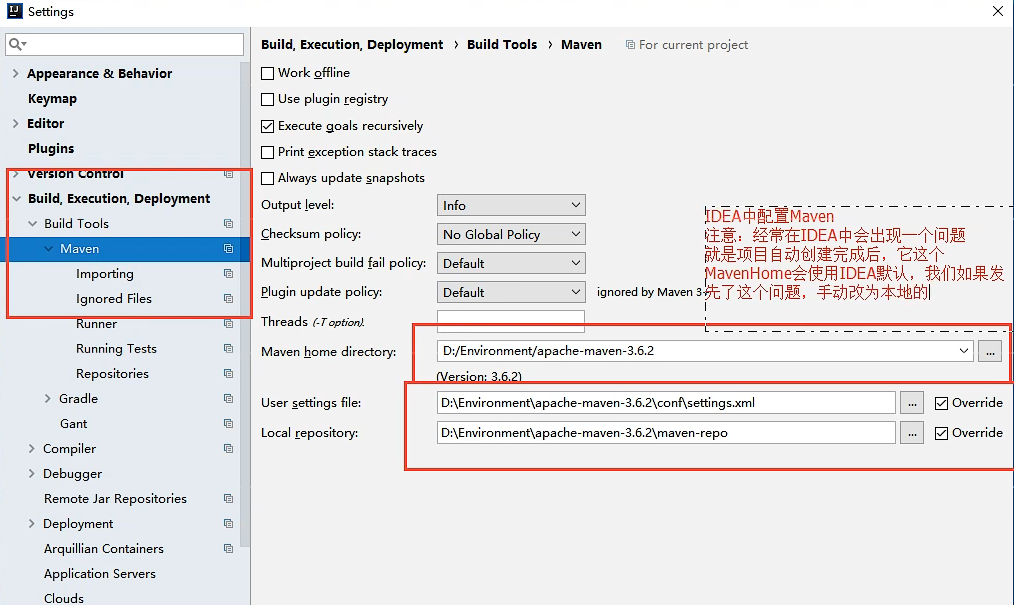 Settings
Build, Execution, Deployment › Build Tools › Maven For current project
Appearance & Behavior
Keymap
Editor
Plugins
Version Control
Build, Execution, Deployment
Build Tools
Maven
Importing
Ignored Files
Runner
Running Tests
Repositories
Gradle
Gant
Compiler
Debugger
Remote Jar Repositories
Deployment
Arquillian Containers
Application Servers
Clouds
Work offline
Use plugin registry
Execute goals recursively
Print exception stack traces
Always update snapshots
Output level: Info
Checksum policy: No Global Policy
Multiproject build fail policy: Default
Plugin update policy: Default ignored by Maven 3+
Threads (-T option):
Maven home directory: D:/Environment/apache-maven-3.6.2 ...
(Version: 3.6.2)
User settings file: D:\Environment\apache-maven-3.6.2\conf\settings.xml ... Override
Local repository: D:\Environment\apache-maven-3.6.2\maven-repo ... Override
IDEA中配置Maven
注意：经常在IDEA中会出现一个问题
就是项目自动创建完成后，它这个
MavenHome会使用IDEA默认，我们如果发
先了这个问题，手动改为本地的